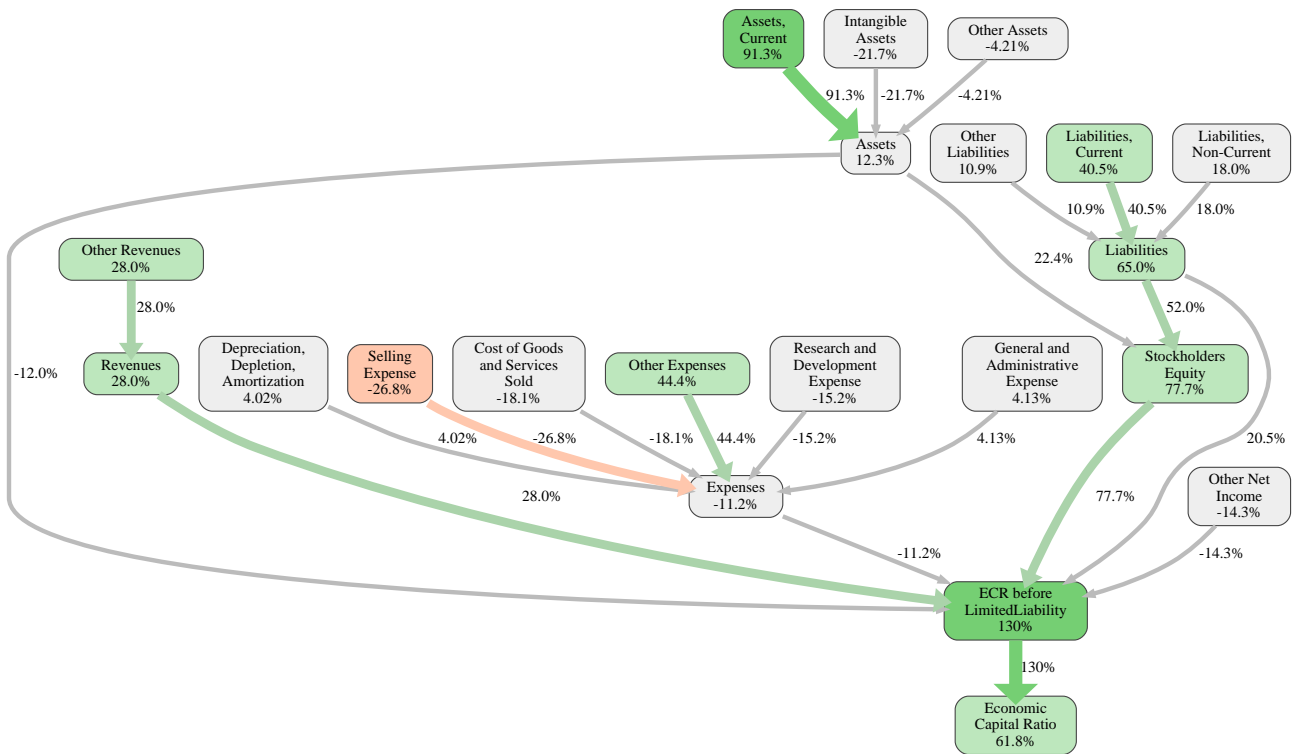 Assets,
Current
91.3%
Intangible
Assets
-21.7%
Other Assets
-4.21%
91.3%
-21.7%
-4.21%
Assets
12.3%
Other
Liabilities
10.9%
Liabilities,
Current
40.5%
Liabilities,
Non-Current
18.0%
10.9%
40.5%
18.0%
Other Revenues
28.0%
Liabilities
65.0%
22.4%
28.0%
52.0%
Revenues
28.0%
Depreciation,
Depletion,
Amortization
4.02%
Selling
Expense
-26.8%
Cost of Goods
and Services
Sold
-18.1%
Other Expenses
44.4%
Research and
Development
Expense
-15.2%
General and
Administrative
Expense
4.13%
Stockholders
Equity
77.7%
-12.0%
4.02%
-26.8%
-18.1%
44.4%
-15.2%
4.13%
20.5%
Expenses
-11.2%
28.0%
77.7%
Other Net
Income
-14.3%
-11.2%
-14.3%
ECR before
LimitedLiability
130%
130%
Economic
Capital Ratio
61.8%